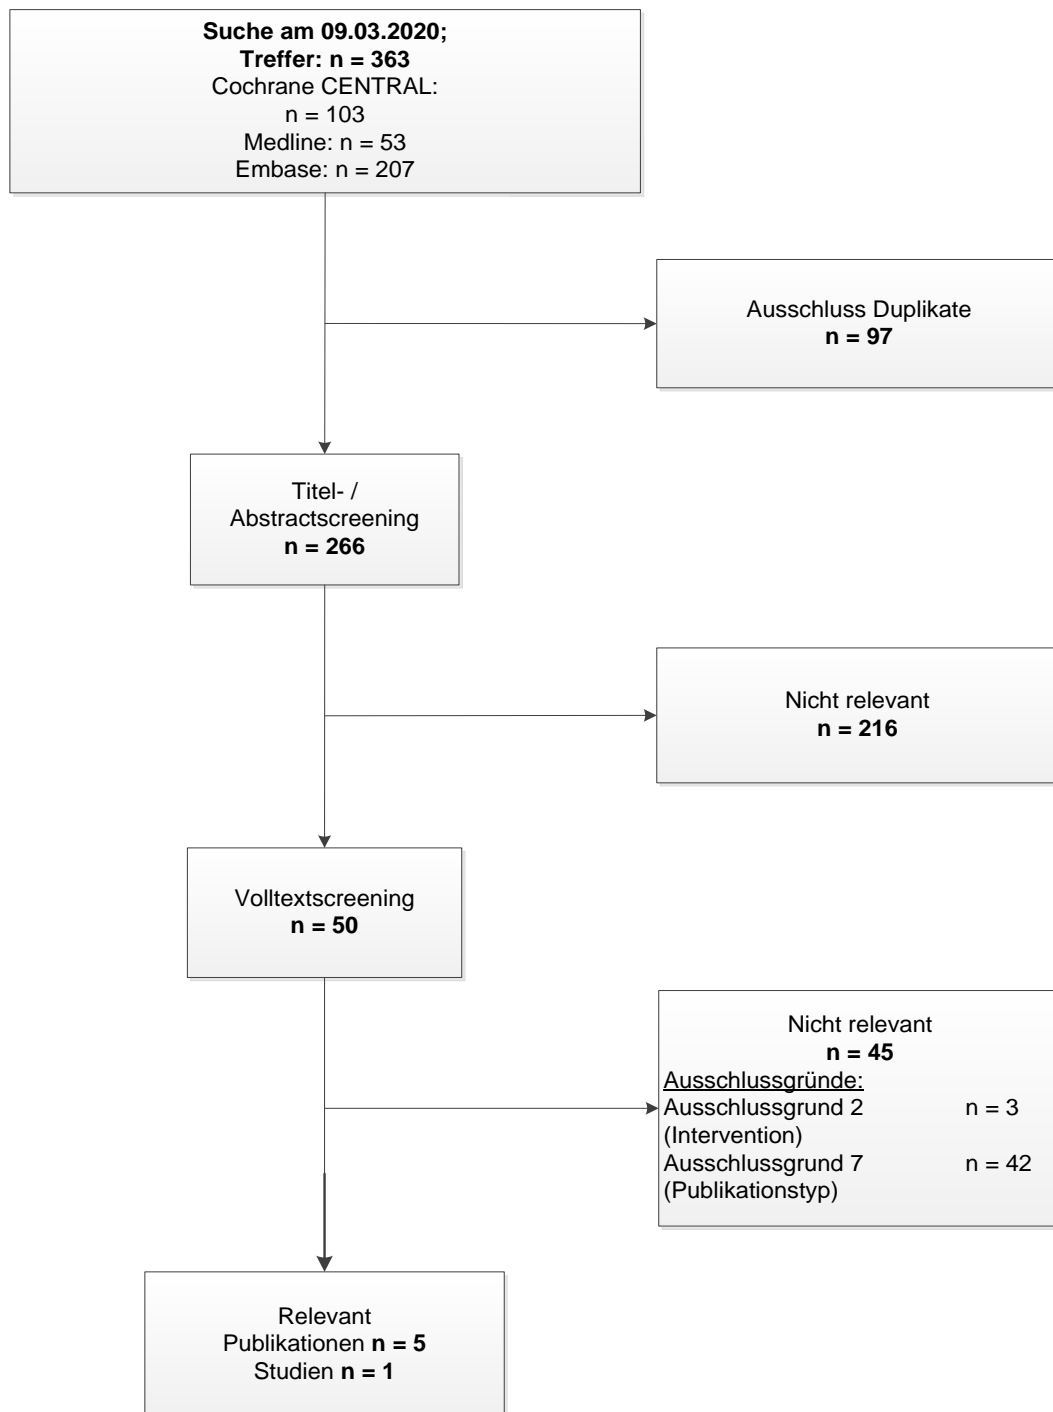 Suche am 09.03.2020;
Treffer: n = 363
Cochrane CENTRAL:
n = 103
Medline: n = 53
Embase: n = 207
Ausschluss Duplikate
n = 97
Titel- /
Abstractscreening
n = 266
Nicht relevant
n = 216
Volltextscreening
n = 50
Nicht relevant
n = 45
Ausschlussgründe:
Ausschlussgrund 2 n = 3
(Intervention)
Ausschlussgrund 7 n = 42
(Publikationstyp)
Relevant
Publikationen n = 5
Studien n = 1